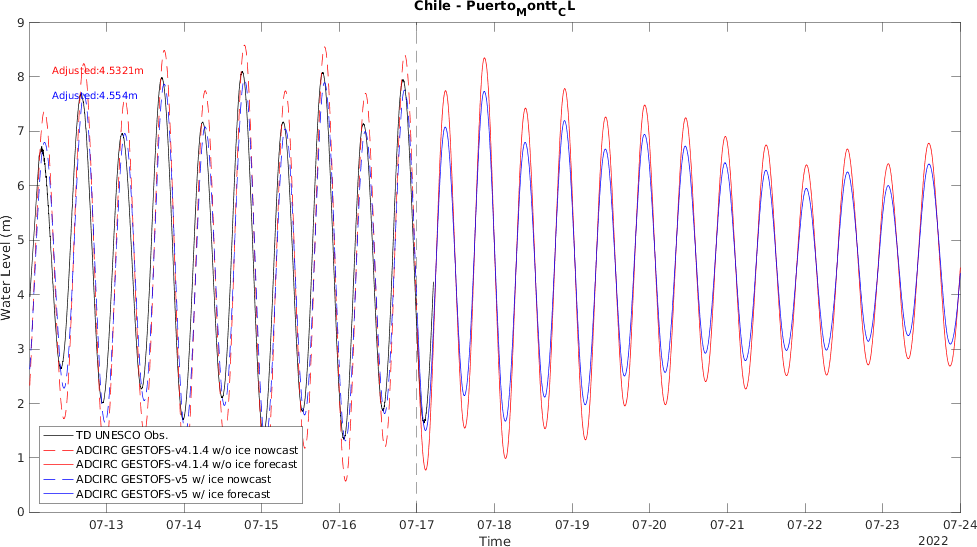 Chile - PuertoMonttCL
9
8
7
6
5
4
3
2
1
0
Water Level (m)
Adjusted:4.5321m
Adjusted:4.554m
TD UNESCO Obs.
ADCIRC GESTOFS-v4.1.4 w/o ice nowcast
ADCIRC GESTOFS-v4.1.4 w/o ice forecast
ADCIRC GESTOFS-v5 w/ ice nowcast
ADCIRC GESTOFS-v5 w/ ice forecast
07-13 07-14 07-15 07-16 07-17 07-18 07-19 07-20 07-21 07-22 07-23 07-24
Time
2022